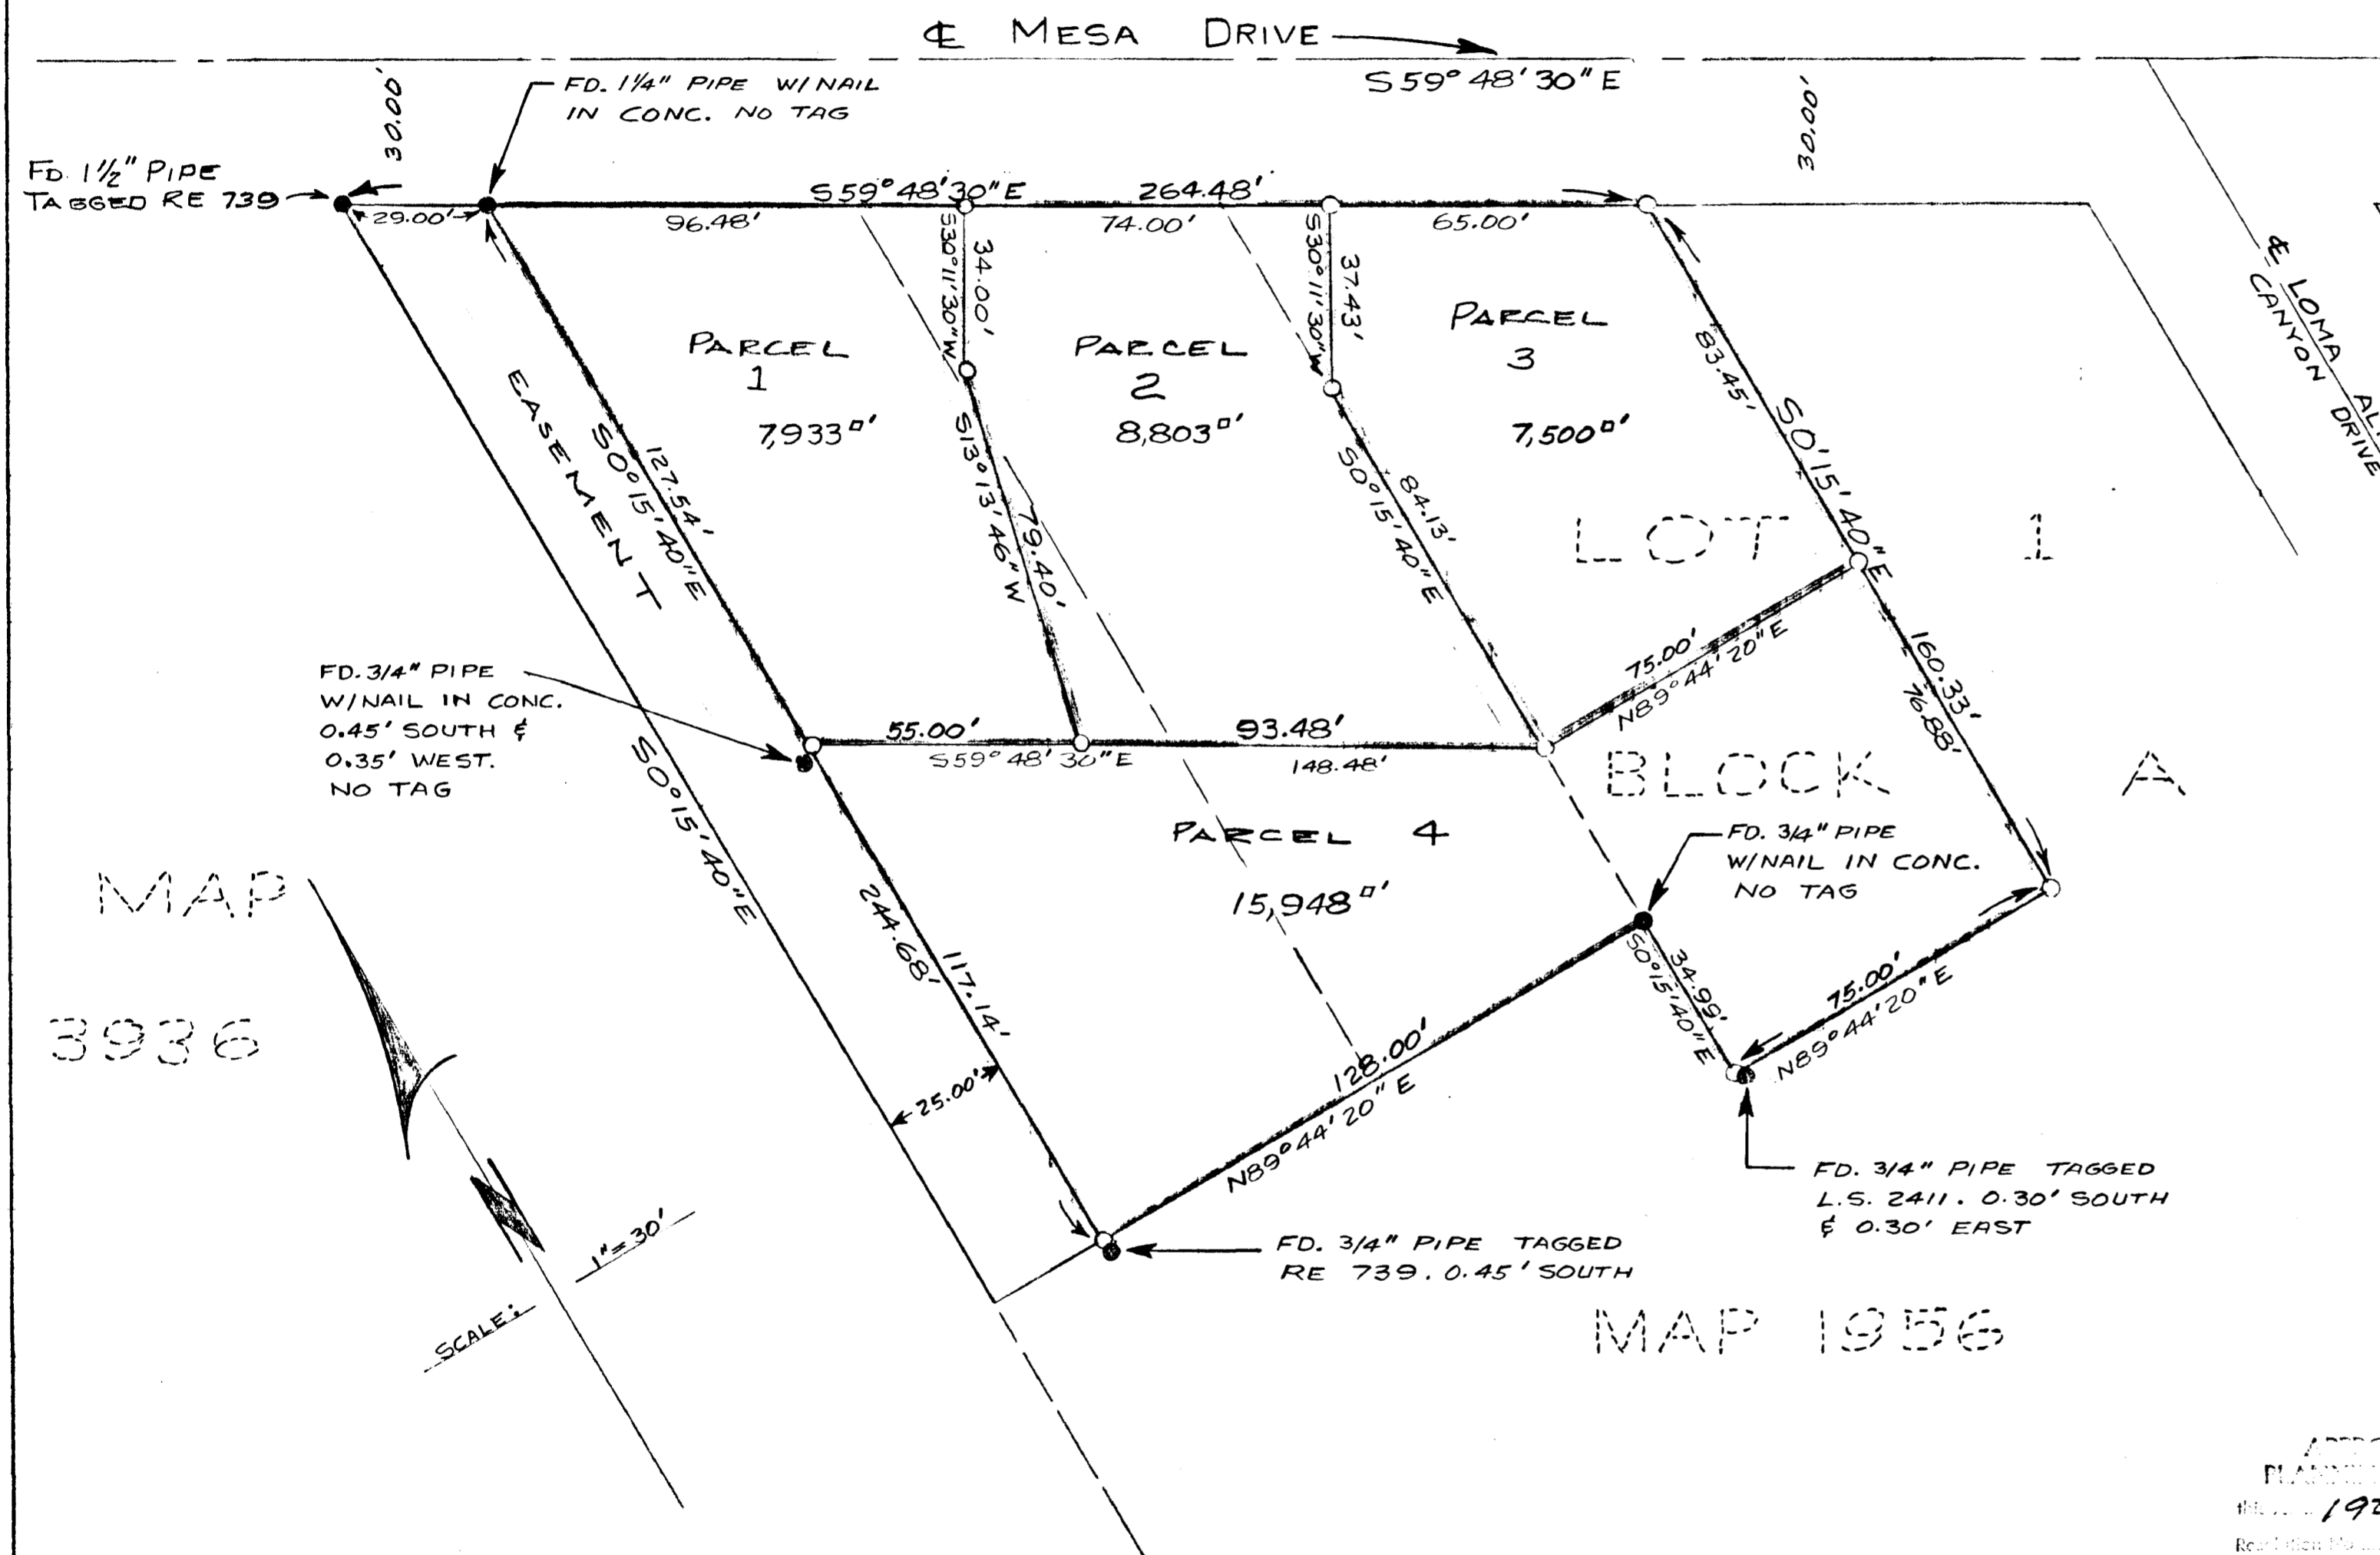 ℄ MESA DRIVE
S59°48'30"E
30.00'
30.00'
FD. 1¼" PIPE W/NAIL
IN CONC. NO TAG
FD. 1½" PIPE
TAGGED RE 739
29.00'
S59°48'30"E 264.48'
96.48'
74.00'
65.00'
S30°11'30"W
34.00'
S30°11'30"W
37.43'
℄ LOMA AL
CANYON DRIVE
PARCEL
1
7,933□'
PARCEL
2
8,803□'
PARCEL
3
7,500□'
83.45'
S0°15'40"E
EASEMENT
127.54'
S0°15'40"E
S13°13'46"W
79.40'
84.13'
S0°15'40"E
LOT 1
75.00'
N89°44'20"E
160.33'
76.88'
FD. 3/4" PIPE
W/NAIL IN CONC.
0.45' SOUTH &
0.35' WEST.
NO TAG
55.00'
93.48'
S59°48'30"E
148.48'
BLOCK A
S0°15'40"E
PARCEL 4
15,948□'
FD. 3/4" PIPE
W/NAIL IN CONC.
NO TAG
MAP
3936
244.68'
117.14'
25.00'
128.00'
N89°44'20"E
34.99'
S0°15'40"E
75.00'
N89°44'20"E
FD. 3/4" PIPE TAGGED
L.S. 2411. 0.30' SOUTH
& 0.30' EAST
FD. 3/4" PIPE TAGGED
RE 739. 0.45' SOUTH
N
SCALE: 1"=30'
MAP 1956
192